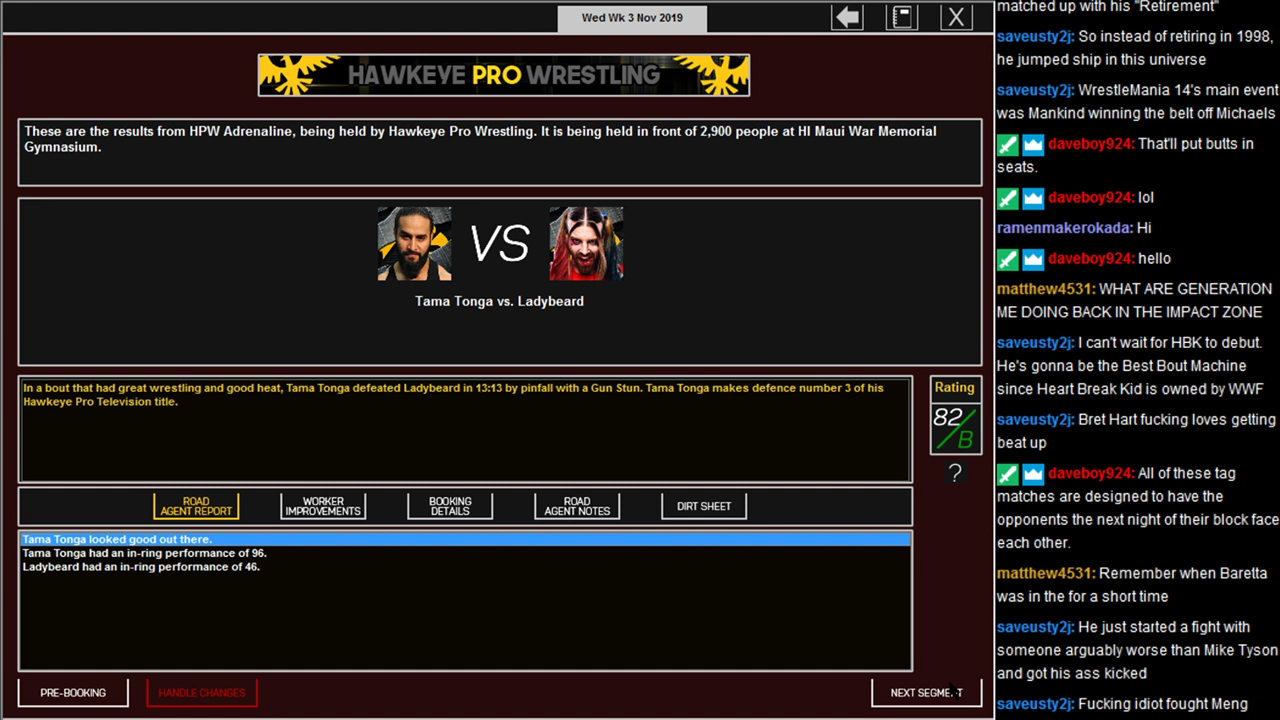 Wed Wk 3 Nov 2019
HAWKEYE PRO WRESTLING
These are the results from HPW Adrenaline, being held by Hawkeye Pro Wrestling. It is being held in front of 2,900 people at HI Maui War Memorial
Gymnasium.
VS
Tama Tonga vs. Ladybeard
In a bout that had great wrestling and good heat, Tama Tonga defeated Ladybeard in 13:13 by pinfall with a Gun Stun. Tama Tonga makes defence number 3 of his
Hawkeye Pro Television title.
Rating
82/B
?
ROAD
AGENT REPORT
WORKER
IMPROVEMENTS
BOOKING
DETAILS
ROAD
AGENT NOTES
DIRT SHEET
Tama Tonga looked good out there.
Tama Tonga had an in-ring performance of 96.
Ladybeard had an in-ring performance of 46.
PRE-BOOKING
HANDLE CHANGES
NEXT SEGMENT
matched up with his "Retirement"
saveusty2j: So instead of retiring in 1998,
he jumped ship in this universe
saveusty2j: WrestleMania 14's main event
was Mankind winning the belt off Michaels
daveboy924: That'll put butts in
seats.
daveboy924: lol
ramenmakerokada: Hi
daveboy924: hello
matthew4531: WHAT ARE GENERATION
ME DOING BACK IN THE IMPACT ZONE
saveusty2j: I can't wait for HBK to debut.
He's gonna be the Best Bout Machine
since Heart Break Kid is owned by WWF
saveusty2j: Bret Hart fucking loves getting
beat up
daveboy924: All of these tag
matches are designed to have the
opponents the next night of their block face
each other.
matthew4531: Remember when Baretta
was in the for a short time
saveusty2j: He just started a fight with
someone arguably worse than Mike Tyson
and got his ass kicked
saveusty2j: Fucking idiot fought Meng